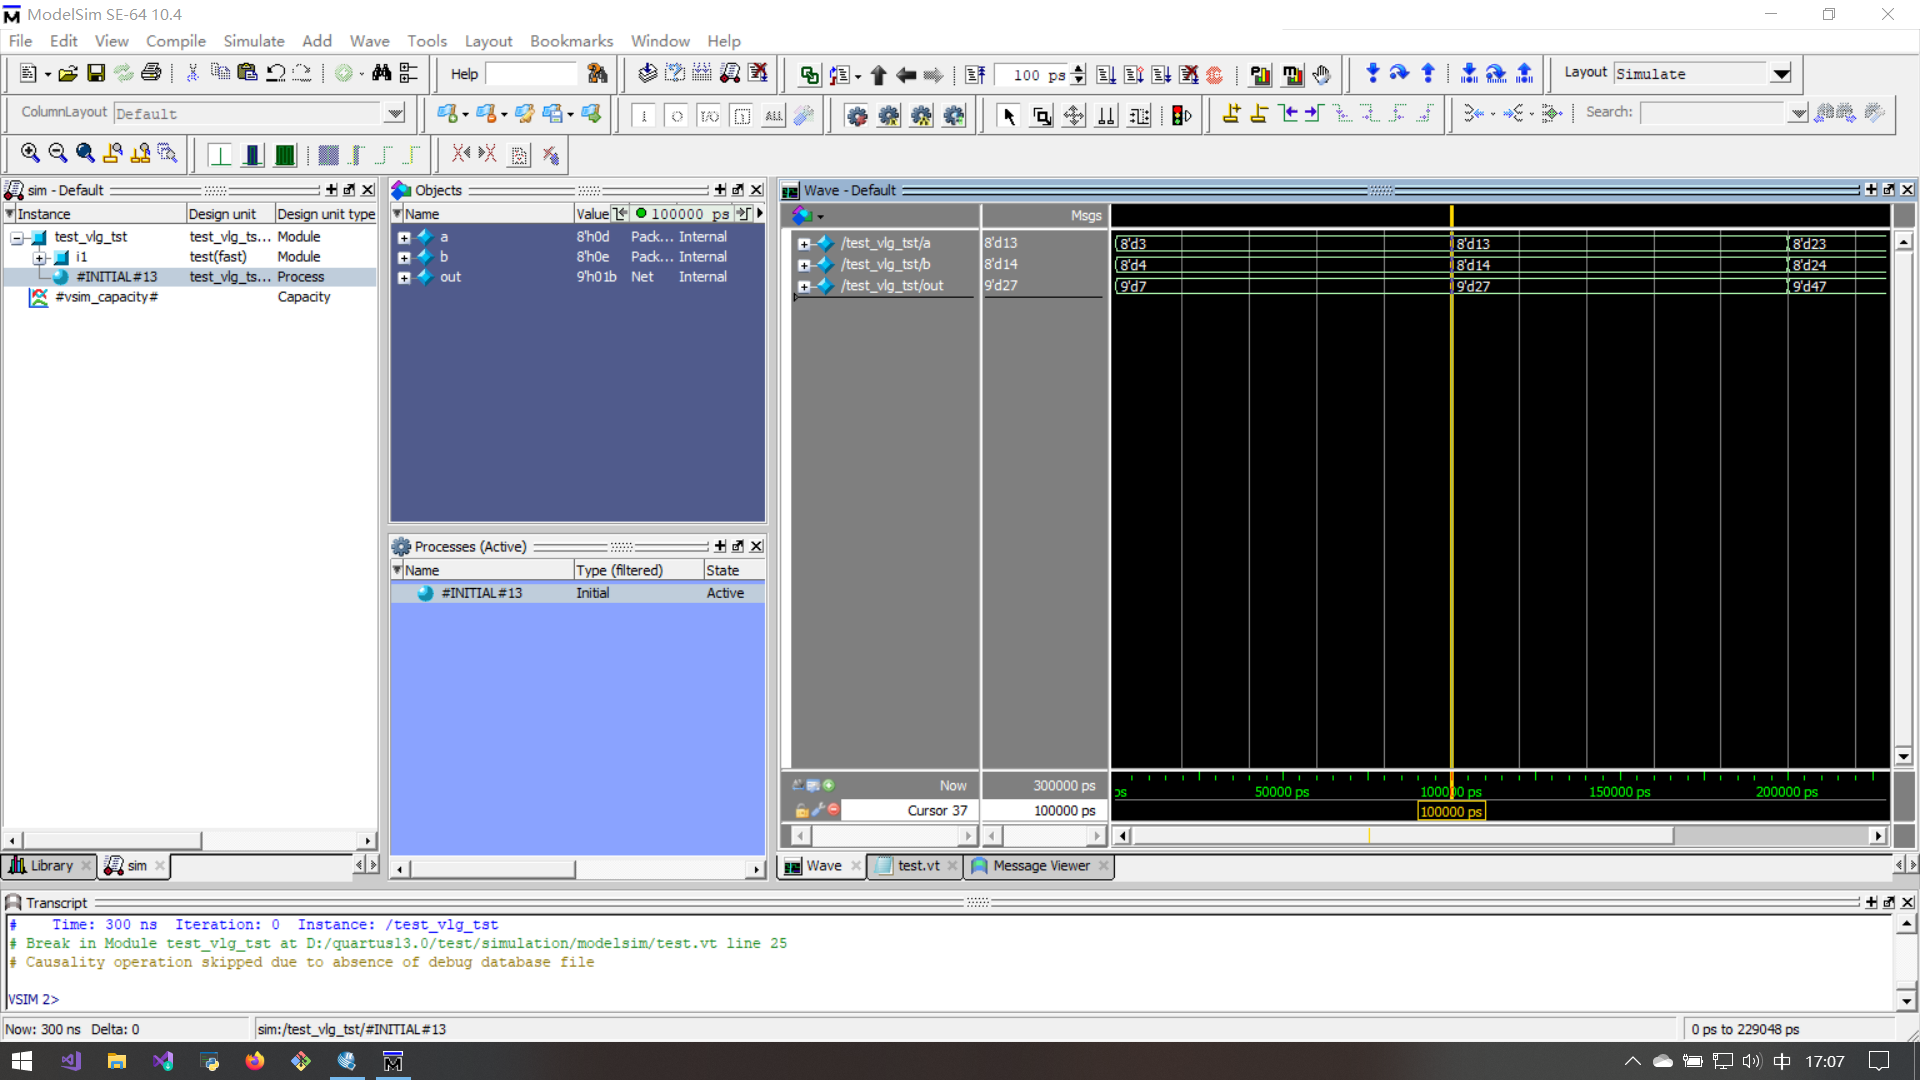 ModelSim SE-64 10.4
File Edit View Compile Simulate Add Wave Tools Layout Bookmarks Window Help
Help 100 ps Layout Simulate
ColumnLayout Default ALL Search:
sim - Default
Instance Design unit Design unit type
test_vlg_tst test_vlg_ts... Module
i1 test(fast) Module
#INITIAL#13 test_vlg_ts... Process
#vsim_capacity# Capacity
Library sim
Objects
Name Value 100000 ps
a 8'h0d Pack... Internal
b 8'h0e Pack... Internal
out 9'h01b Net Internal
Processes (Active)
Name Type (filtered) State
#INITIAL#13 Initial Active
Wave - Default
Msgs
/test_vlg_tst/a 8'd13 8'd3 8'd13 8'd23
/test_vlg_tst/b 8'd14 8'd4 8'd14 8'd24
/test_vlg_tst/out 9'd27 9'd7 9'd27 9'd47
Now 300000 ps ps 50000 ps 100000 ps 150000 ps 200000 ps
Cursor 37 100000 ps 100000 ps
Wave test.vt Message Viewer
Transcript
# Time: 300 ns Iteration: 0 Instance: /test_vlg_tst
# Break in Module test_vlg_tst at D:/quartus13.0/test/simulation/modelsim/test.vt line 25
# Causality operation skipped due to absence of debug database file
VSIM 2>
Now: 300 ns Delta: 0 sim:/test_vlg_tst/#INITIAL#13 0 ps to 229048 ps
中 17:07